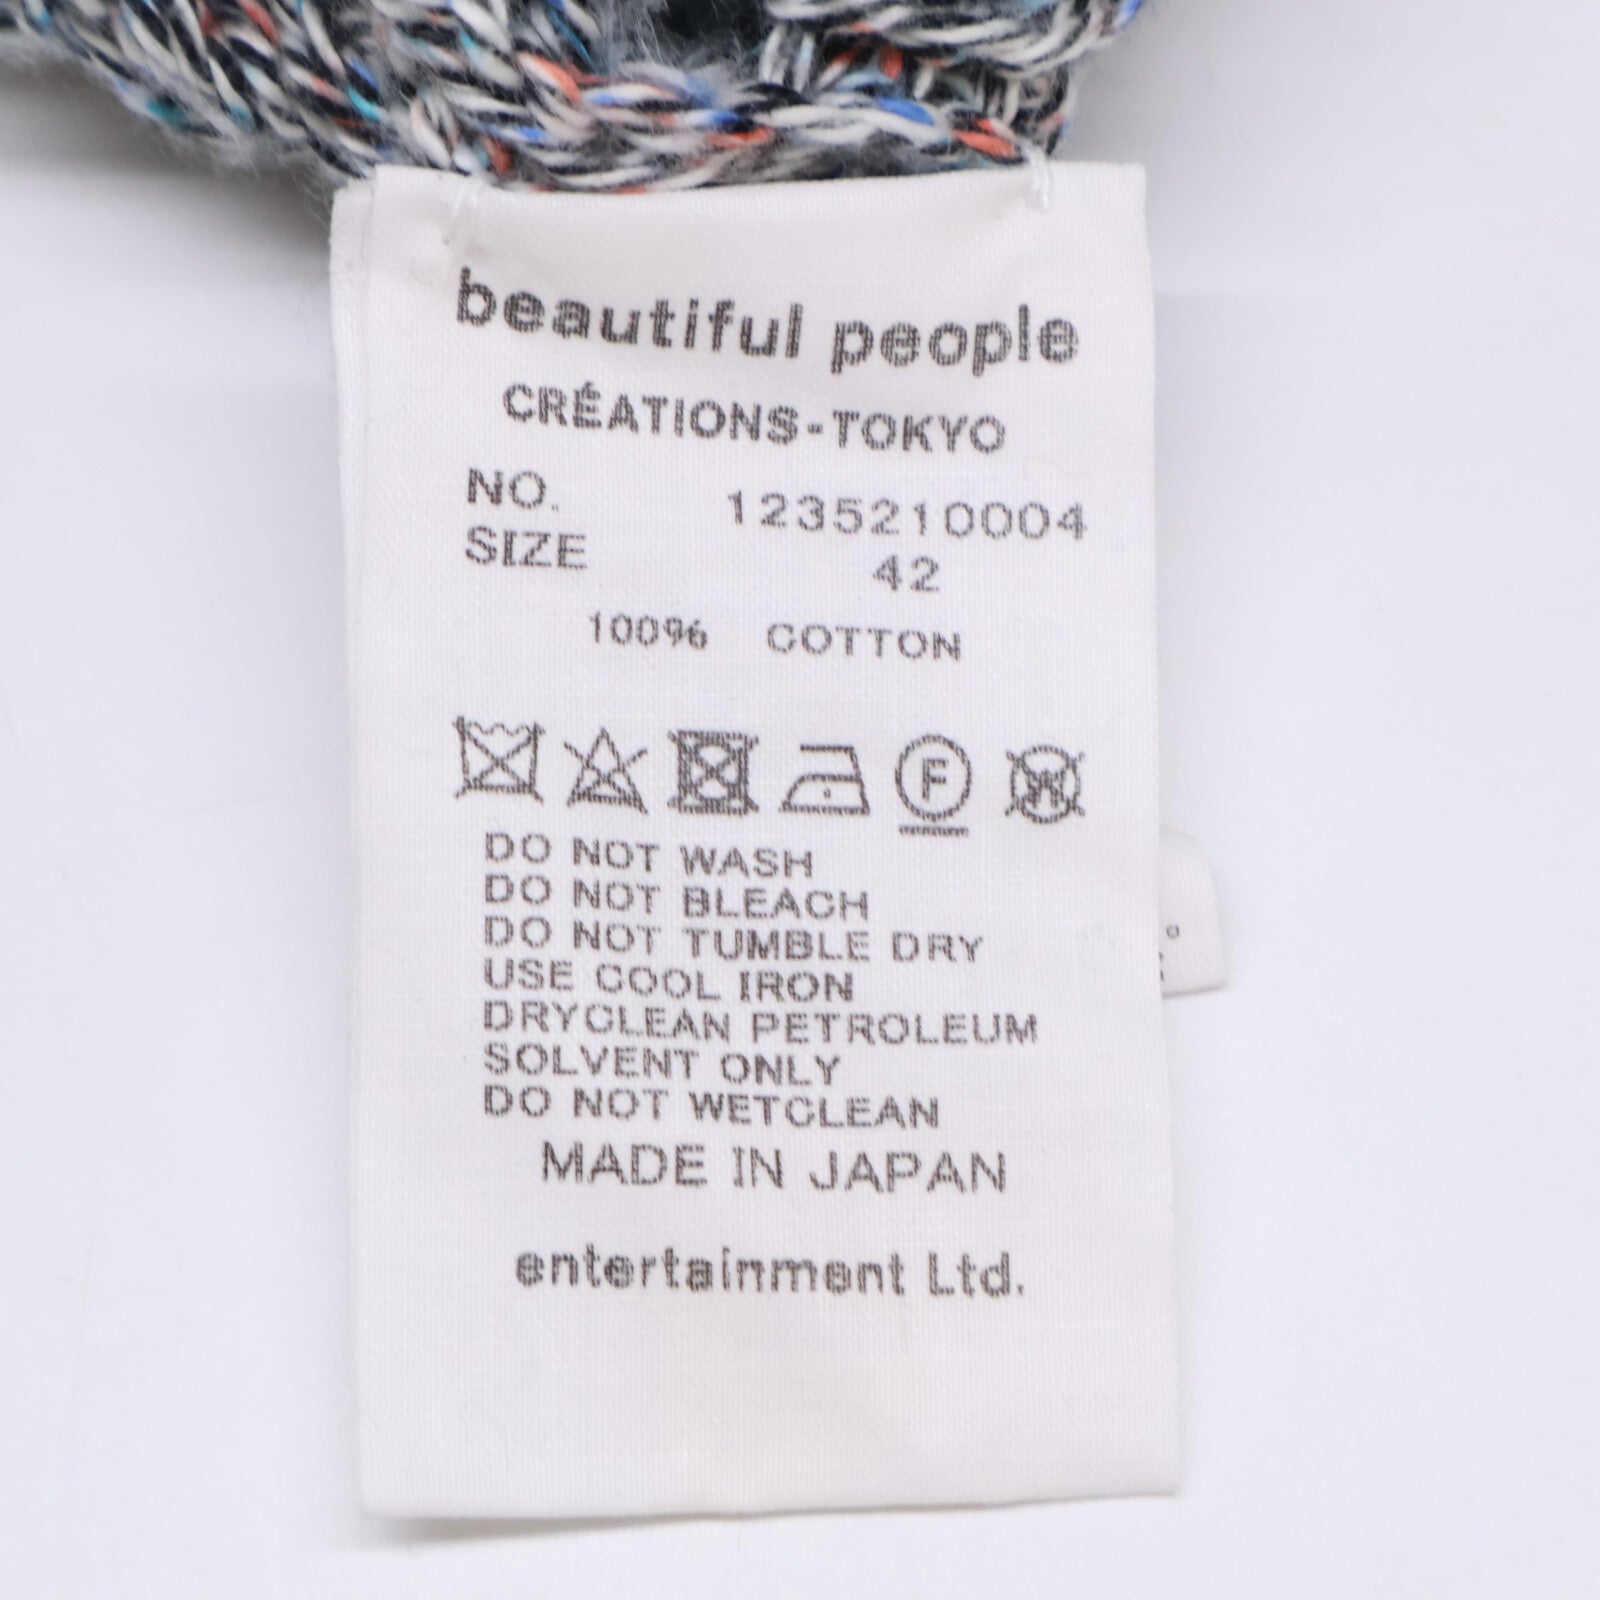 beautiful people
CRÉATIONS-TOKYO
NO. 1235210004
SIZE 42
100% COTTON
F
W
DO NOT WASH
DO NOT BLEACH
DO NOT TUMBLE DRY
USE COOL IRON
DRYCLEAN PETROLEUM
SOLVENT ONLY
DO NOT WETCLEAN
MADE IN JAPAN
entertainment Ltd.